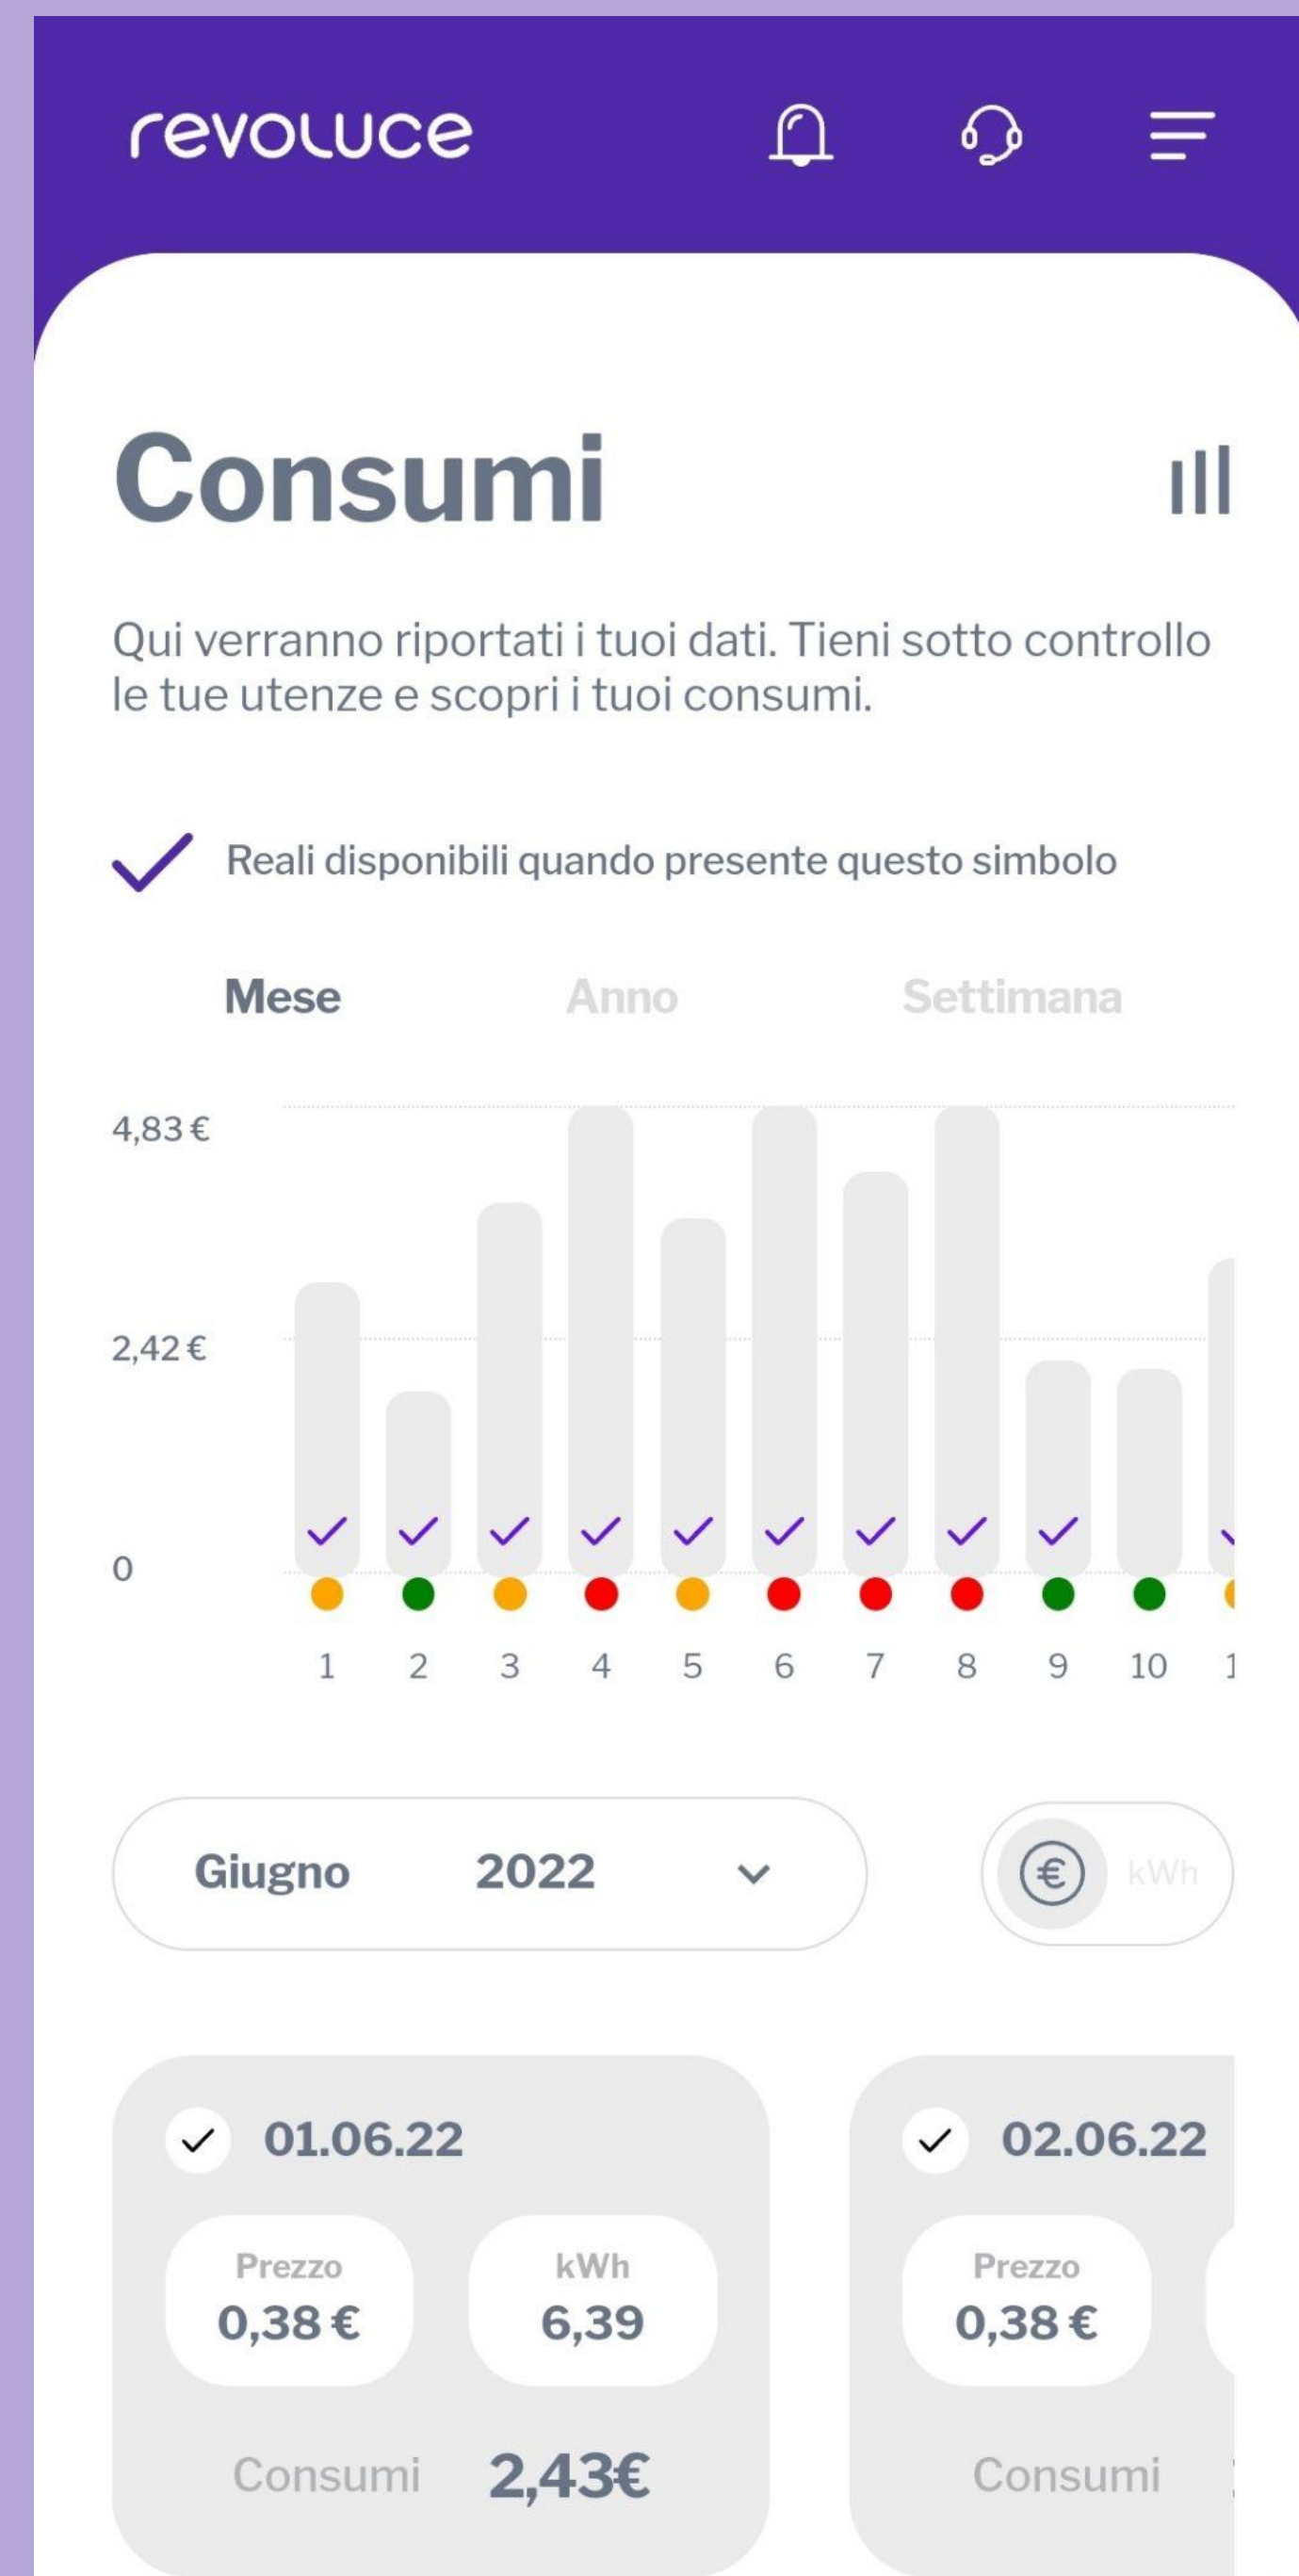 revoluce
Consumi
Qui verranno riportati i tuoi dati. Tieni sotto controllo
le tue utenze e scopri i tuoi consumi.
Reali disponibili quando presente questo simbolo
Mese Anno Settimana
4,83 €
2,42 €
0
1 2 3 4 5 6 7 8 9 10
Giugno 2022 € kWh
01.06.22 02.06.22
Prezzo kWh Prezzo
0,38 € 6,39 0,38 €
Consumi 2,43€ Consumi